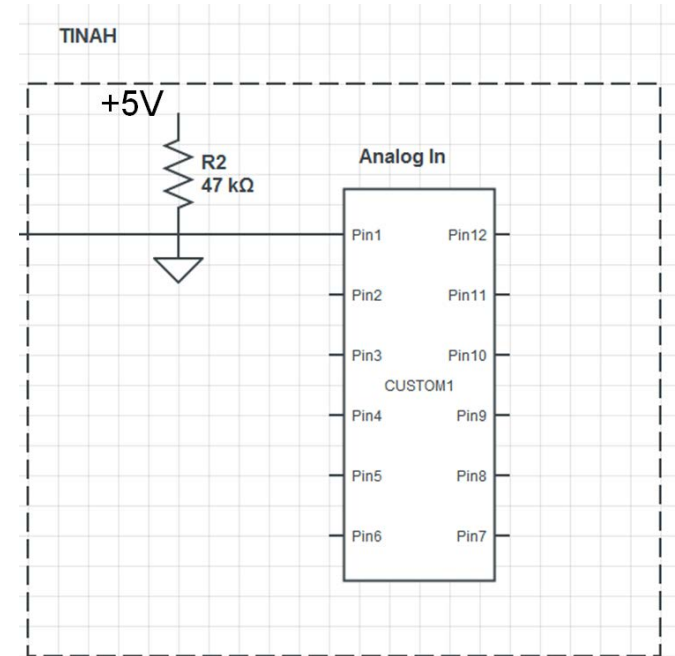 TINAH
+5V
R2
47 kΩ
Analog In
Pin1 Pin12
Pin2 Pin11
Pin3 Pin10
CUSTOM1
Pin4 Pin9
Pin5 Pin8
Pin6 Pin7